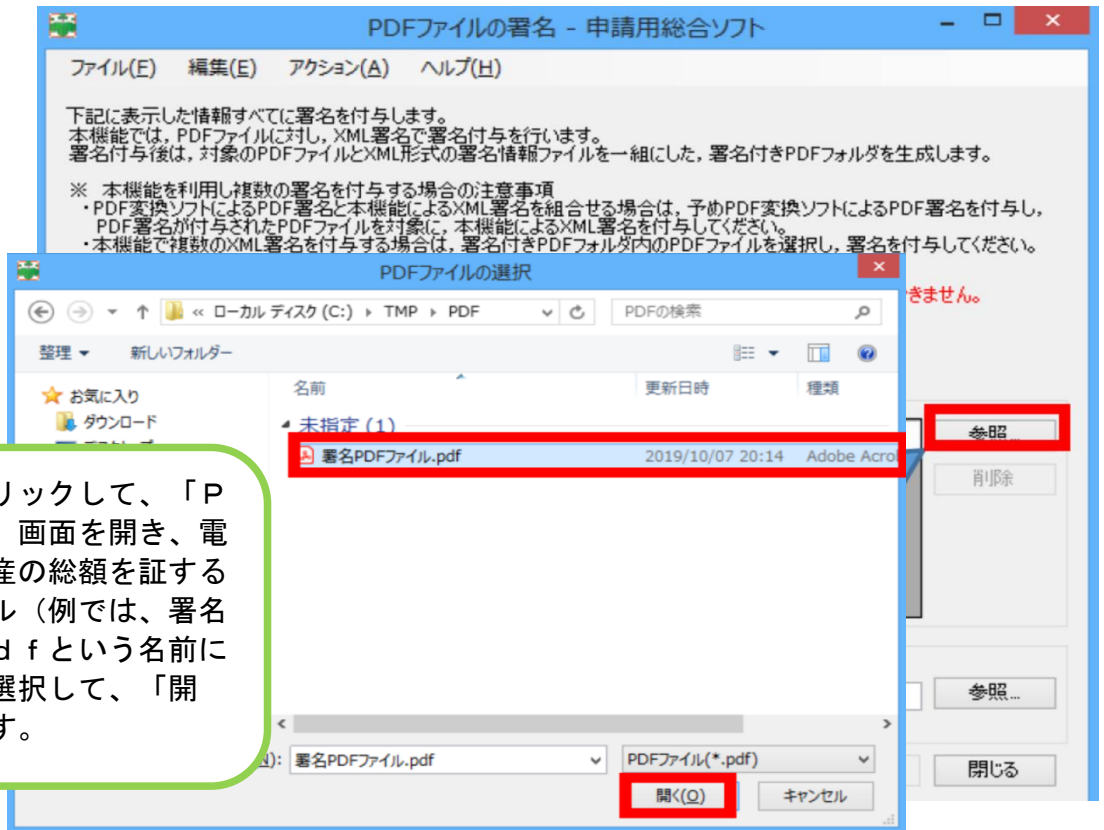 PDFファイルの署名 - 申請用総合ソフト
ファイル(F) 編集(E) アクション(A) ヘルプ(H)
下記に表示した情報すべてに署名を付与します。
本機能では，PDFファイルに対し，XML署名で署名付与を行います。
署名付与後は，対象のPDFファイルとXML形式の署名情報ファイルを一組にした，署名付きPDFフォルダを生成します。
※ 本機能を利用し複数の署名を付与する場合の注意事項
・PDF変換ソフトによるPDF署名と本機能によるXML署名を組合せる場合は，予めPDF変換ソフトによるPDF署名を付与し，
PDF署名が付与されたPDFファイルを対象に，本機能によるXML署名を付与してください。
・本機能で複数のXML署名を付与する場合は，署名付きPDFフォルダ内のPDFファイルを選択し，署名を付与してください。
PDFファイルの選択
きません。
« ローカル ディスク (C:) ▸ TMP ▸ PDF PDFの検索
整理 新しいフォルダー
お気に入り 名前 更新日時 種類
ダウンロード
未指定 (1)
参照...
署名PDFファイル.pdf 2019/10/07 20:14 Adobe Acro
削除
リックして、「Ｐ
画面を開き、電
産の総額を証する
ル（例では、署名
ｄｆという名前に
選択して、「開
す。
参照...
N): 署名PDFファイル.pdf PDFファイル(*.pdf)
開く(O) キャンセル
閉じる